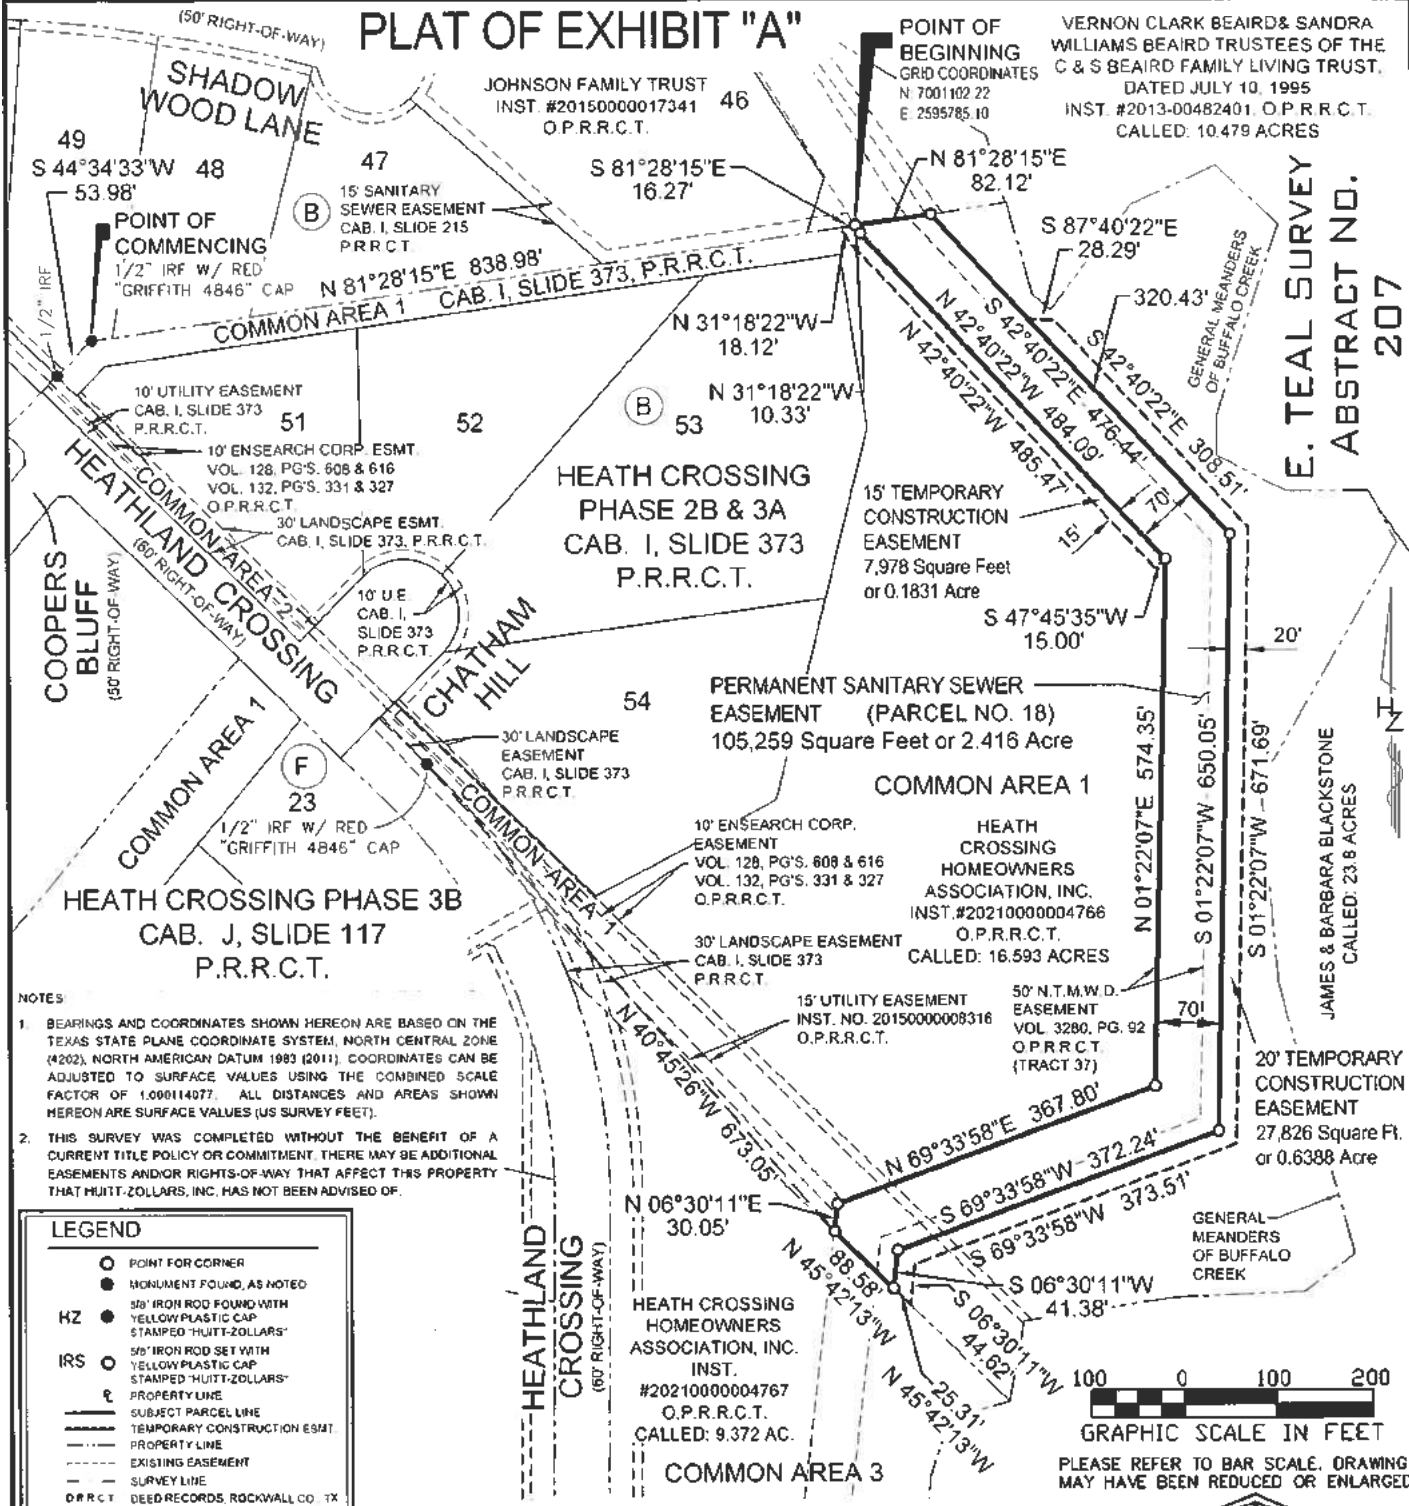 PLAT OF EXHIBIT "A"
(50' RIGHT-OF-WAY)
SHADOW
WOOD LANE
JOHNSON FAMILY TRUST
INST. #20150000017341
O.P.R.R.C.T.
46
POINT OF
BEGINNING
GRID COORDINATES
N: 7001102.22
E: 2595785.10
VERNON CLARK BEAIRD& SANDRA
WILLIAMS BEAIRD TRUSTEES OF THE
C & S BEAIRD FAMILY LIVING TRUST,
DATED JULY 10, 1995
INST. #2013-00482401, O.P.R.R.C.T.
CALLED: 10.479 ACRES
E. TEAL SURVEY
ABSTRACT NO.
207
49
S 44°34'33"W
53.98'
48
47
B
15' SANITARY
SEWER EASEMENT
CAB. I, SLIDE 215
P.R.R.C.T.
S 81°28'15"E
16.27'
N 81°28'15"E
82.12'
S 87°40'22"E
28.29'
320.43'
GENERAL MEANDERS
OF BUFFALO CREEK
POINT OF
COMMENCING
1/2" IRF W/ RED
"GRIFFITH 4846" CAP
1/2" IRF
N 81°28'15"E 838.98'
COMMON AREA 1 CAB. I, SLIDE 373, P.R.R.C.T.
N 31°18'22"W
18.12'
N 31°18'22"W
10.33'
S 42°40'22"E 476.44'
N 42°40'22"W 484.09'
N 42°40'22"W 485.47'
S 42°40'22"E 308.51'
10' UTILITY EASEMENT
CAB. I, SLIDE 373
P.R.R.C.T.
51
52
B
53
10' ENSEARCH CORP. ESMT.
VOL. 128, PG'S. 608 & 616
VOL. 132, PG'S. 331 & 327
O.P.R.R.C.T.
30' LANDSCAPE ESMT.
CAB. I, SLIDE 373, P.R.R.C.T.
HEATH CROSSING
PHASE 2B & 3A
CAB. I, SLIDE 373
P.R.R.C.T.
15' TEMPORARY
CONSTRUCTION
EASEMENT
7,978 Square Feet
or 0.1831 Acre
70'
15'
S 47°45'35"W
15.00'
20'
COMMON AREA 2
HEATHLAND CROSSING
(60' RIGHT-OF-WAY)
COOPERS
BLUFF
(50' RIGHT-OF-WAY)
10' U.E.
CAB. I,
SLIDE 373
P.R.R.C.T.
CHATHAM
HILL
54
PERMANENT SANITARY SEWER
EASEMENT (PARCEL NO. 18)
105,259 Square Feet or 2.416 Acre
COMMON AREA 1
N 01°22'07"E 574.35'
S 01°22'07"W 650.05'
S 01°22'07"W 671.69'
N
JAMES & BARBARA BLACKSTONE
CALLED: 23.8 ACRES
COMMON AREA 1
F
23
30' LANDSCAPE
EASEMENT
CAB. I, SLIDE 373
P.R.R.C.T.
1/2" IRF W/ RED
"GRIFFITH 4846" CAP
COMMON AREA 1
10' ENSEARCH CORP.
EASEMENT
VOL. 128, PG'S. 608 & 616
VOL. 132, PG'S. 331 & 327
O.P.R.R.C.T.
HEATH
CROSSING
HOMEOWNERS
ASSOCIATION, INC.
INST.#20210000004766
O.P.R.R.C.T.
CALLED: 16.593 ACRES
HEATH CROSSING PHASE 3B
CAB. J, SLIDE 117
P.R.R.C.T.
30' LANDSCAPE EASEMENT
CAB. I, SLIDE 373
P.R.R.C.T.
15' UTILITY EASEMENT
INST. NO. 20150000008316
O.P.R.R.C.T.
50' N.T.M.W.D.
EASEMENT
VOL. 3280, PG. 92
O.P.R.R.C.T.
(TRACT 37)
70'
20' TEMPORARY
CONSTRUCTION
EASEMENT
27,826 Square Ft.
or 0.6388 Acre
NOTES:
1. BEARINGS AND COORDINATES SHOWN HEREON ARE BASED ON THE
TEXAS STATE PLANE COORDINATE SYSTEM, NORTH CENTRAL ZONE
(4202), NORTH AMERICAN DATUM 1983 (2011). COORDINATES CAN BE
ADJUSTED TO SURFACE VALUES USING THE COMBINED SCALE
FACTOR OF 1.000114077. ALL DISTANCES AND AREAS SHOWN
HEREON ARE SURFACE VALUES (US SURVEY FEET).
2. THIS SURVEY WAS COMPLETED WITHOUT THE BENEFIT OF A
CURRENT TITLE POLICY OR COMMITMENT. THERE MAY BE ADDITIONAL
EASEMENTS AND/OR RIGHTS-OF-WAY THAT AFFECT THIS PROPERTY
THAT HUITT-ZOLLARS, INC. HAS NOT BEEN ADVISED OF.
N 40°45'26"W 673.05'
N 69°33'58"E 367.80'
S 69°33'58"W 372.24'
S 69°33'58"W 373.51'
N 06°30'11"E
30.05'
88.58'
N 45°42'13"W
S 06°30'11"W
41.38'
S 06°30'11"W
44.62'
25.31'
N 45°42'13"W
GENERAL
MEANDERS
OF BUFFALO
CREEK
HEATHLAND
CROSSING
(60' RIGHT-OF-WAY)
HEATH CROSSING
HOMEOWNERS
ASSOCIATION, INC.
INST.
#20210000004767
O.P.R.R.C.T.
CALLED: 9.372 AC.
COMMON AREA 3
LEGEND
POINT FOR CORNER
MONUMENT FOUND, AS NOTED
HZ 5/8" IRON ROD FOUND WITH
YELLOW PLASTIC CAP
STAMPED "HUITT-ZOLLARS"
IRS 5/8" IRON ROD SET WITH
YELLOW PLASTIC CAP
STAMPED "HUITT-ZOLLARS"
PROPERTY LINE
SUBJECT PARCEL LINE
TEMPORARY CONSTRUCTION ESMT.
PROPERTY LINE
EXISTING EASEMENT
SURVEY LINE
D.R.R.C.T. DEED RECORDS, ROCKWALL CO., TX
100 0 100 200
GRAPHIC SCALE IN FEET
PLEASE REFER TO BAR SCALE. DRAWING
MAY HAVE BEEN REDUCED OR ENLARGED